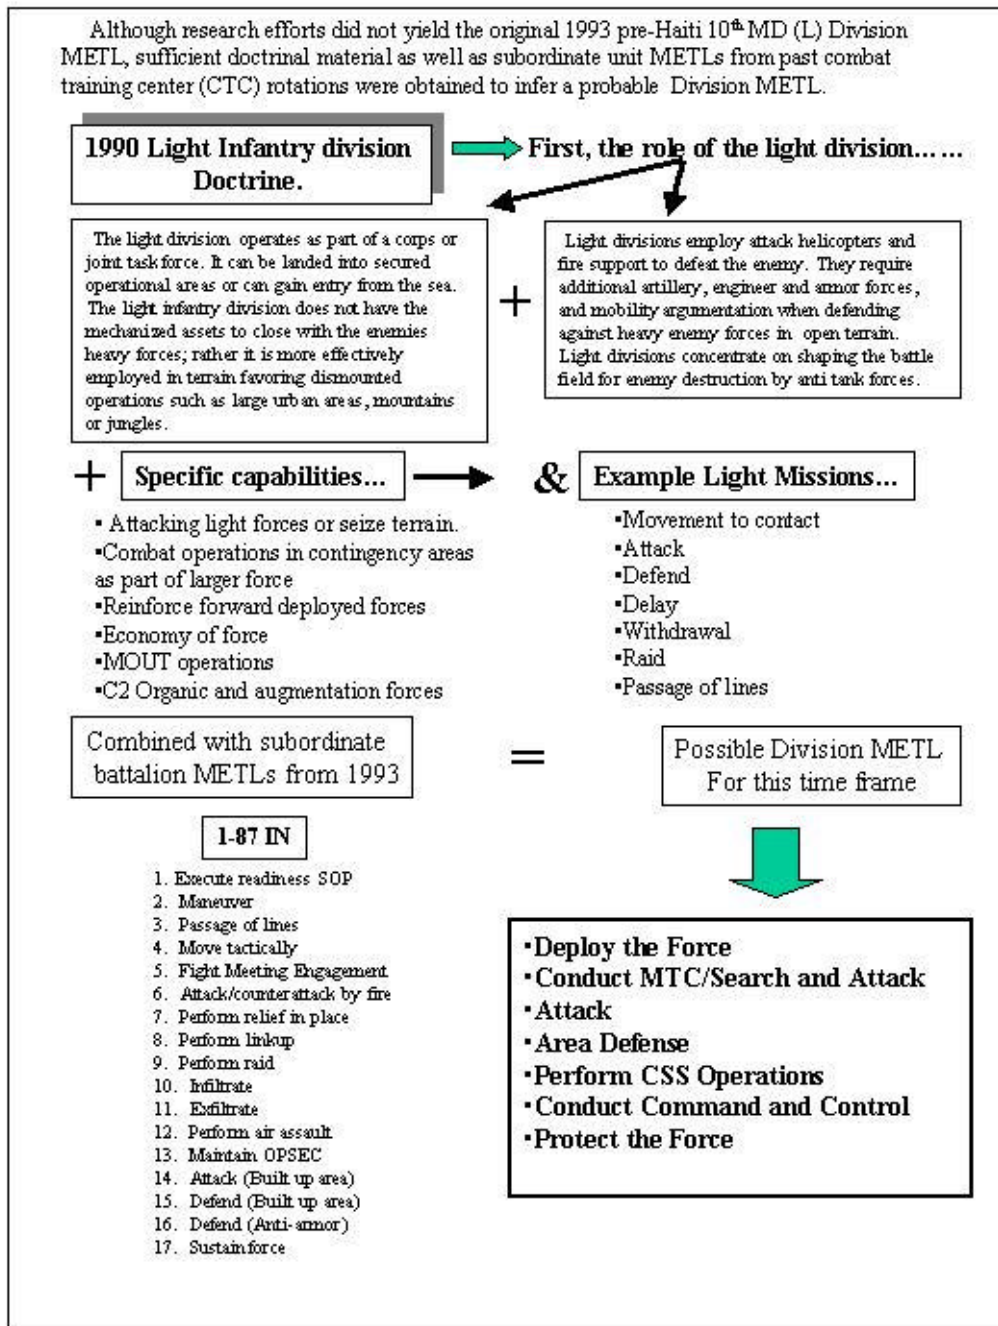 Although research efforts did not yield the original 1993 pre-Haiti 10th MD (L) Division
METL, sufficient doctrinal material as well as subordinate unit METLs from past combat
training center (CTC) rotations were obtained to infer a probable Division METL.
1990 Light Infantry division
Doctrine.
First, the role of the light division……
The light division operates as part of a corps or
joint task force. It can be landed into secured
operational areas or can gain entry from the sea.
The light infantry division does not have the
mechanized assets to close with the enemies
heavy forces; rather it is more effectively
employed in terrain favoring dismounted
operations such as large urban areas, mountains
or jungles.
+
Light divisions employ attack helicopters and
fire support to defeat the enemy. They require
additional artillery, engineer and armor forces,
and mobility argumentation when defending
against heavy enemy forces in open terrain.
Light divisions concentrate on shaping the battle
field for enemy destruction by anti tank forces.
+ Specific capabilities…
▪ Attacking light forces or seize terrain.
▪Combat operations in contingency areas
as part of larger force
▪Reinforce forward deployed forces
▪Economy of force
▪MOUT operations
▪C2 Organic and augmentation forces
& Example Light Missions…
▪Movement to contact
▪Attack
▪Defend
▪Delay
▪Withdrawal
▪Raid
▪Passage of lines
Combined with subordinate
battalion METLs from 1993
=
Possible Division METL
For this time frame
1-87 IN
1. Execute readiness SOP
2. Maneuver
3. Passage of lines
4. Move tactically
5. Fight Meeting Engagement
6. Attack/counterattack by fire
7. Perform relief in place
8. Perform linkup
9. Perform raid
10. Infiltrate
11. Exfiltrate
12. Perform air assault
13. Maintain OPSEC
14. Attack (Built up area)
15. Defend (Built up area)
16. Defend (Anti-armor)
17. Sustain force
•Deploy the Force
•Conduct MTC/Search and Attack
•Attack
•Area Defense
•Perform CSS Operations
•Conduct Command and Control
•Protect the Force